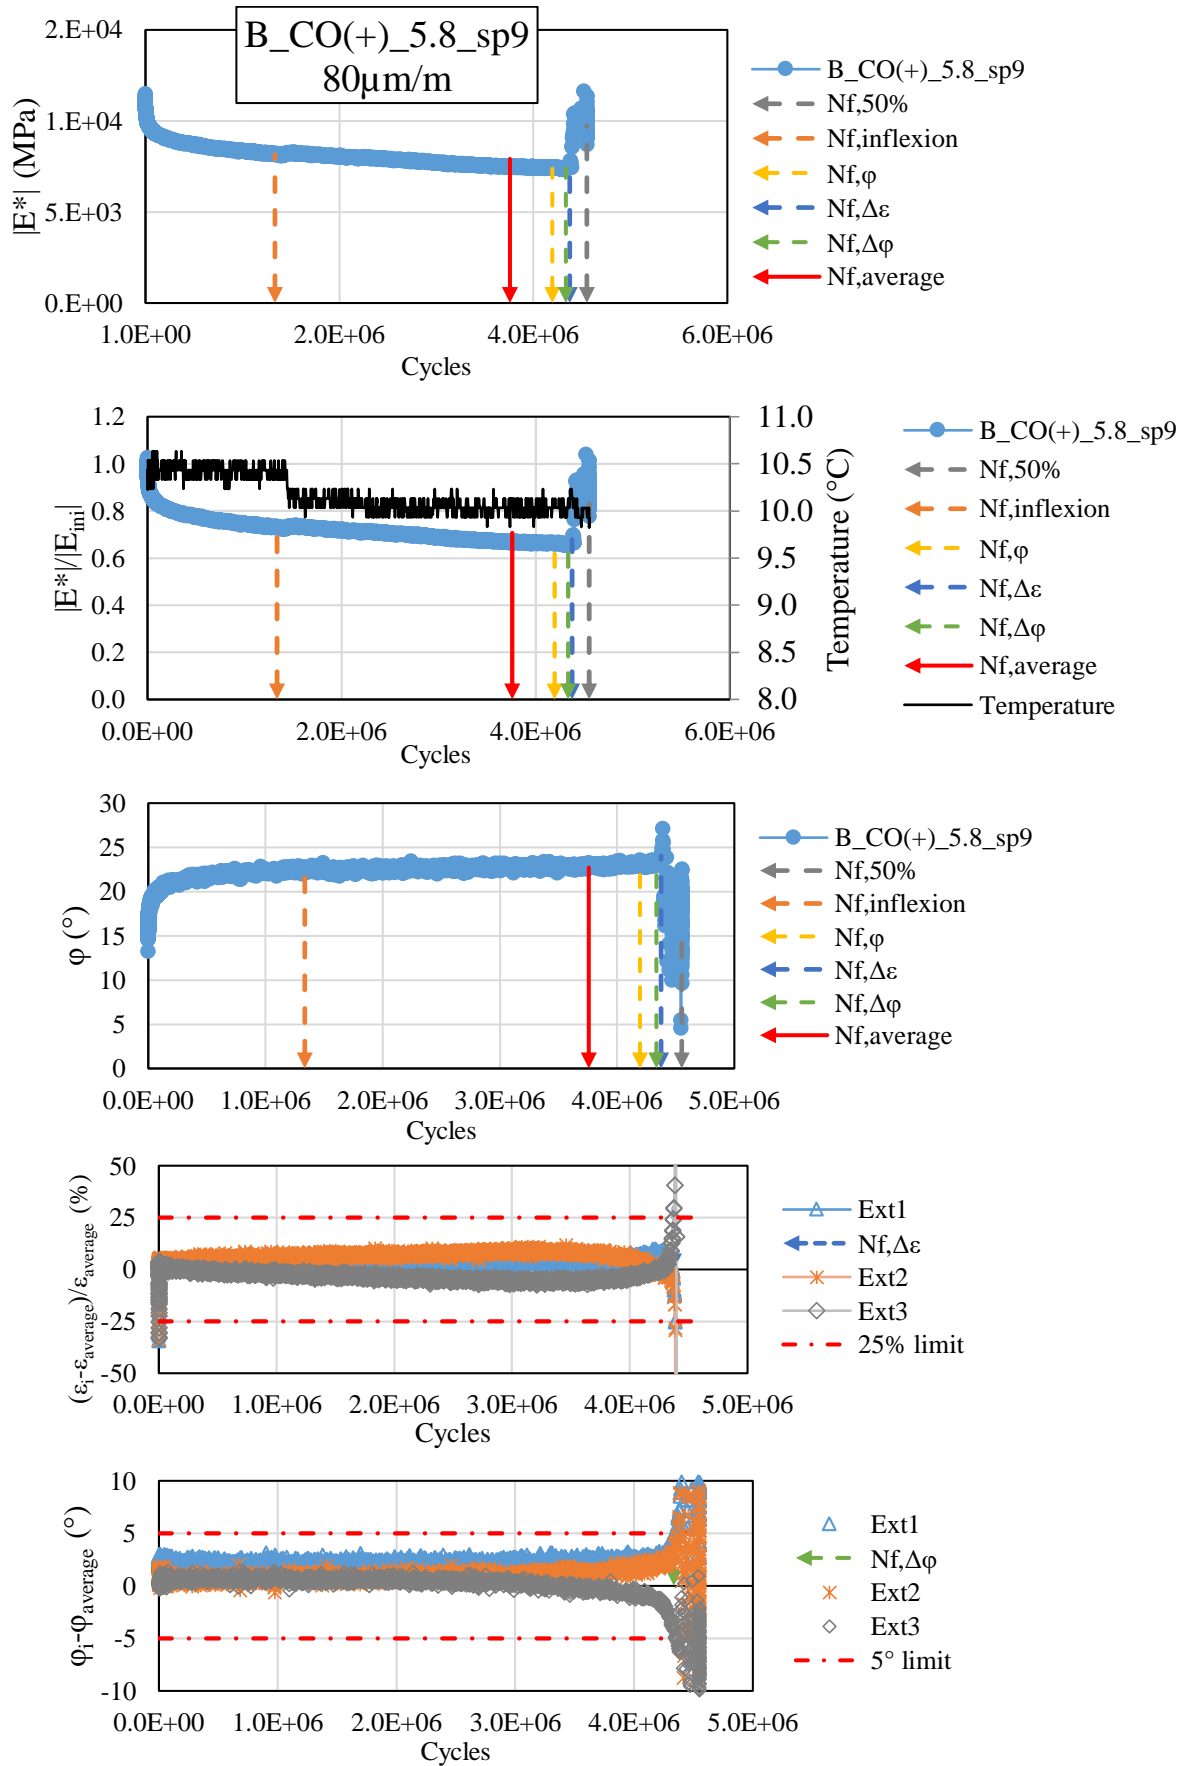 B_CO(+)_5.8_sp9
80µm/m
|E*| (MPa)
2.E+04
1.E+04
5.E+03
0.E+00
1.0E+00 2.0E+06 4.0E+06 6.0E+06
Cycles
B_CO(+)_5.8_sp9
Nf,50%
Nf,inflexion
Nf,φ
Nf,Δε
Nf,Δφ
Nf,average
|E*|/|E_ini|
1.2
1.0
0.8
0.6
0.4
0.2
0.0
0.0E+00 2.0E+06 4.0E+06 6.0E+06
Cycles
11.0
10.5
10.0
9.5
9.0
8.5
8.0
Temperature (°C)
B_CO(+)_5.8_sp9
Nf,50%
Nf,inflexion
Nf,φ
Nf,Δε
Nf,Δφ
Nf,average
Temperature
φ (°)
30
25
20
15
10
5
0
0.0E+00 1.0E+06 2.0E+06 3.0E+06 4.0E+06 5.0E+06
Cycles
B_CO(+)_5.8_sp9
Nf,50%
Nf,inflexion
Nf,φ
Nf,Δε
Nf,Δφ
Nf,average
(ε_i-ε_average)/ε_average (%)
50
25
0
-25
-50
0.0E+00 1.0E+06 2.0E+06 3.0E+06 4.0E+06 5.0E+06
Cycles
Ext1
Nf,Δε
Ext2
Ext3
25% limit
φ_i-φ_average (°)
10
5
0
-5
-10
0.0E+00 1.0E+06 2.0E+06 3.0E+06 4.0E+06 5.0E+06
Cycles
Ext1
Nf,Δφ
Ext2
Ext3
5° limit